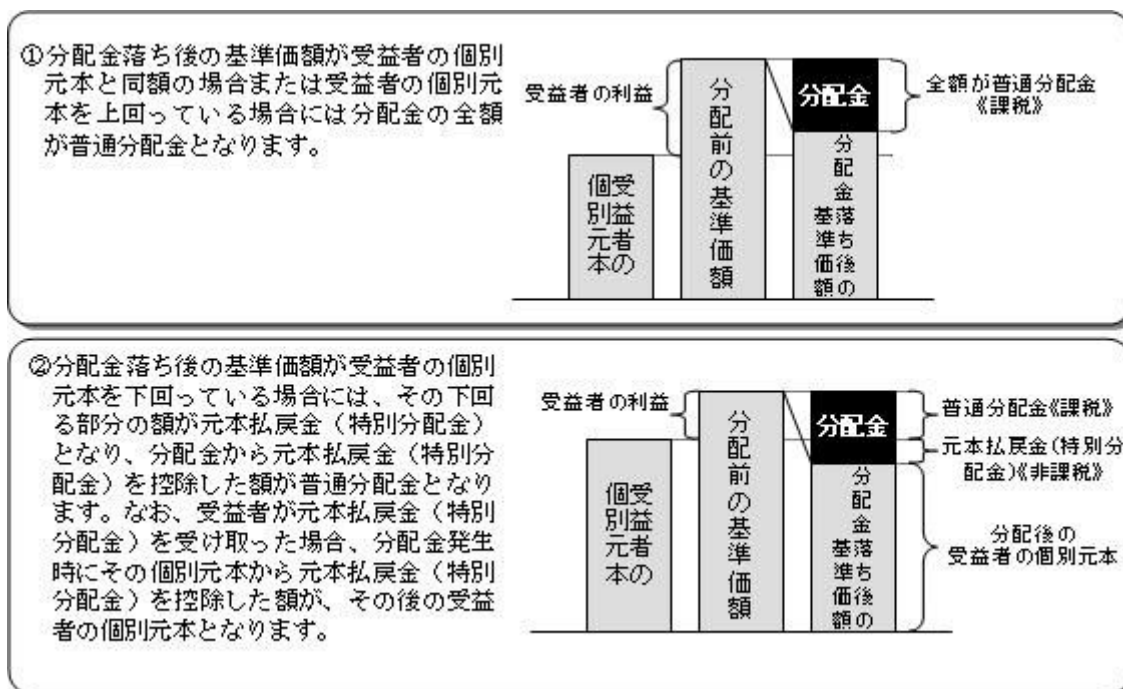 ①分配金落ち後の基準価額が受益者の個別
元本と同額の場合または受益者の個別元
本を上回っている場合には分配金の全額
が普通分配金となります。
受益者の利益
受益者の
個別元本
分配前の基準価額
分配金
分配金落ち後の
基準価額
全額が普通分配金
《課税》
②分配金落ち後の基準価額が受益者の個別
元本を下回っている場合には、その下回
る部分の額が元本払戻金（特別分配金）
となり、分配金から元本払戻金（特別分
配金）を控除した額が普通分配金となり
ます。なお、受益者が元本払戻金（特別
分配金）を受け取った場合、分配金発生
時にその個別元本から元本払戻金（特別
分配金）を控除した額が、その後の受益
者の個別元本となります。
受益者の利益
受益者の
個別元本
分配前の基準価額
分配金
分配金落ち後の
基準価額
普通分配金《課税》
元本払戻金(特別分
配金)《非課税》
分配後の
受益者の個別元本